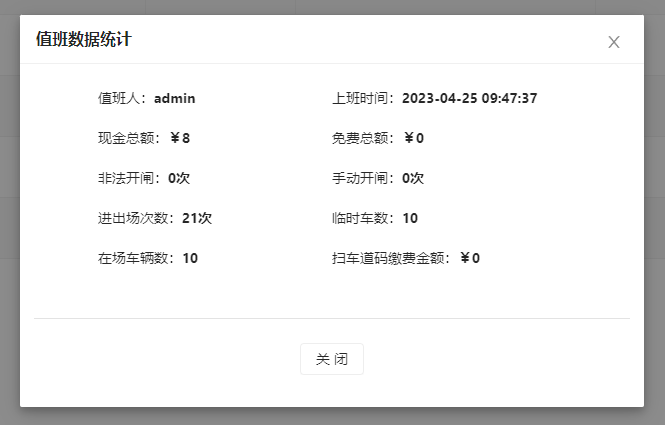 值班数据统计
值班人：admin 上班时间：2023-04-25 09:47:37
现金总额：￥8 免费总额：￥0
非法开闸：0次 手动开闸：0次
进出场次数：21次 临时车数：10
在场车辆数：10 扫车道码缴费金额：￥0
关 闭